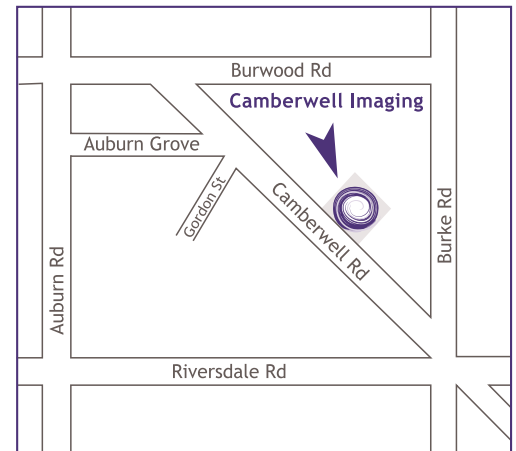 Burwood Rd
Camberwell Imaging
Auburn Grove
Gordon St
Camberwell Rd
Burke Rd
Auburn Rd
Riversdale Rd